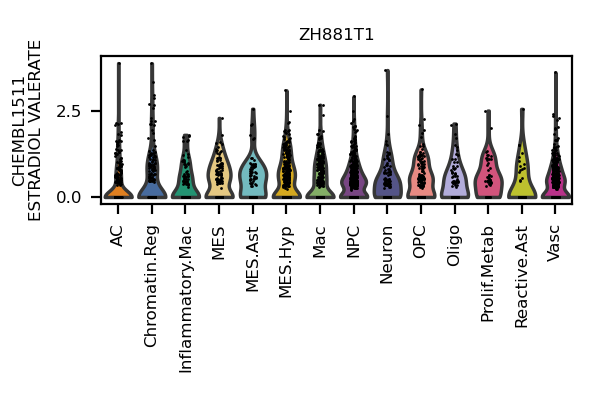 ZH881T1
CHEMBL1511
ESTRADIOL VALERATE
2.5
0.0
AC
Chromatin.Reg
Inflammatory.Mac
MES
MES.Ast
MES.Hyp
Mac
NPC
Neuron
OPC
Oligo
Prolif.Metab
Reactive.Ast
Vasc